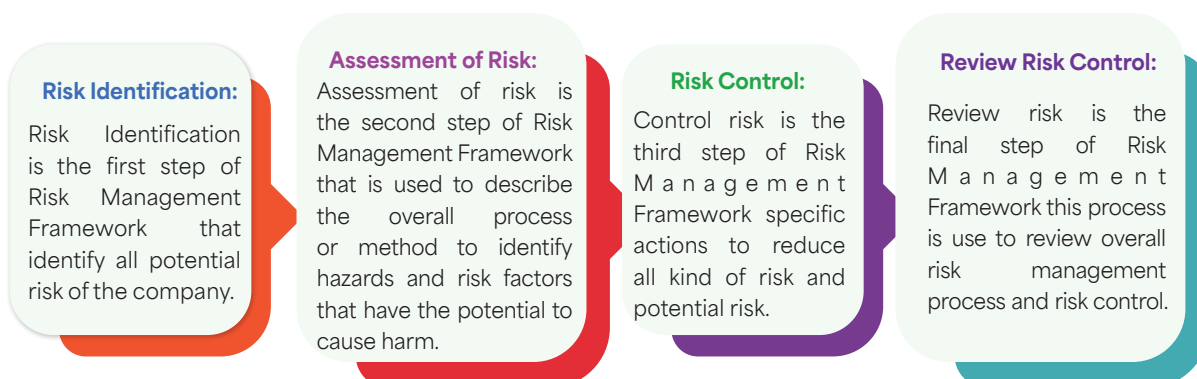 Risk Identification:
Risk Identification
is the first step of
Risk Management
Framework that
identify all potential
risk of the company.
Assessment of Risk:
Assessment of risk is
the second step of Risk
Management Framework
that is used to describe
the overall process
or method to identify
hazards and risk factors
that have the potential to
cause harm.
Risk Control:
Control risk is the
third step of Risk
Management
Framework specific
actions to reduce
all kind of risk and
potential risk.
Review Risk Control:
Review risk is the
final step of Risk
Management
Framework this process
is use to review overall
risk management
process and risk control.